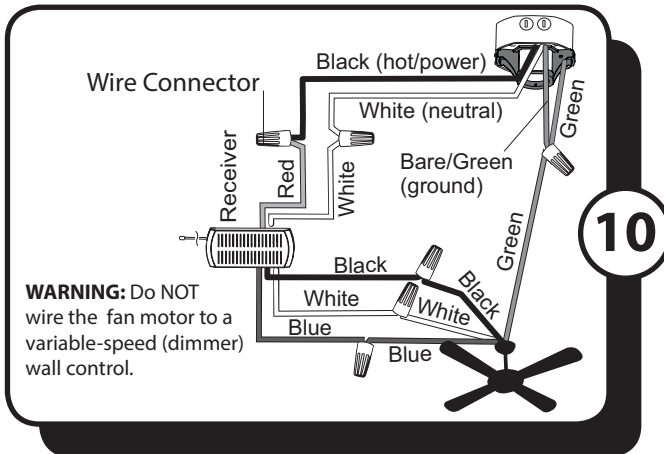 Black (hot/power)
Wire Connector
White (neutral)
Green
Bare/Green
(ground)
Receiver
Red
White
10
Green
Black
Black
White
White
Blue
Blue
WARNING: Do NOT
wire the fan motor to a
variable-speed (dimmer)
wall control.